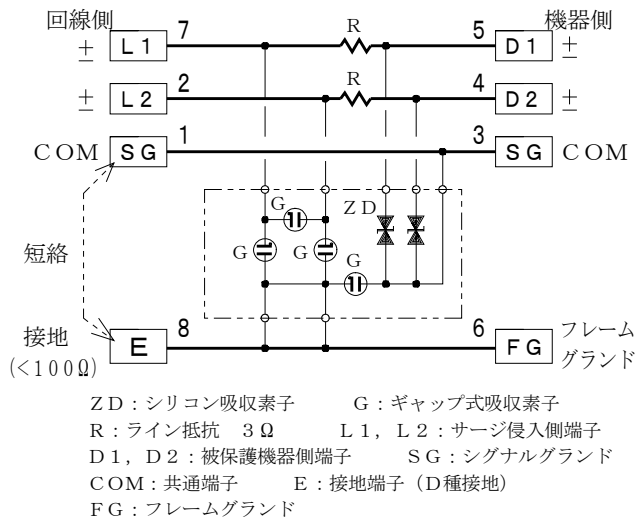 回線側 機器側
± L1 7 R 5 D1 ±
± L2 2 R 4 D2 ±
COM SG 1 3 SG COM
G ZD
G G
G
短絡
接地
(<100Ω)
E 8 6 FG
フレーム
グランド
ZD:シリコン吸収素子 G:ギャップ式吸収素子
R:ライン抵抗 3Ω L1,L2:サージ侵入側端子
D1,D2:被保護機器側端子 SG:シグナルグランド
COM:共通端子 E:接地端子(D種接地)
FG:フレームグランド